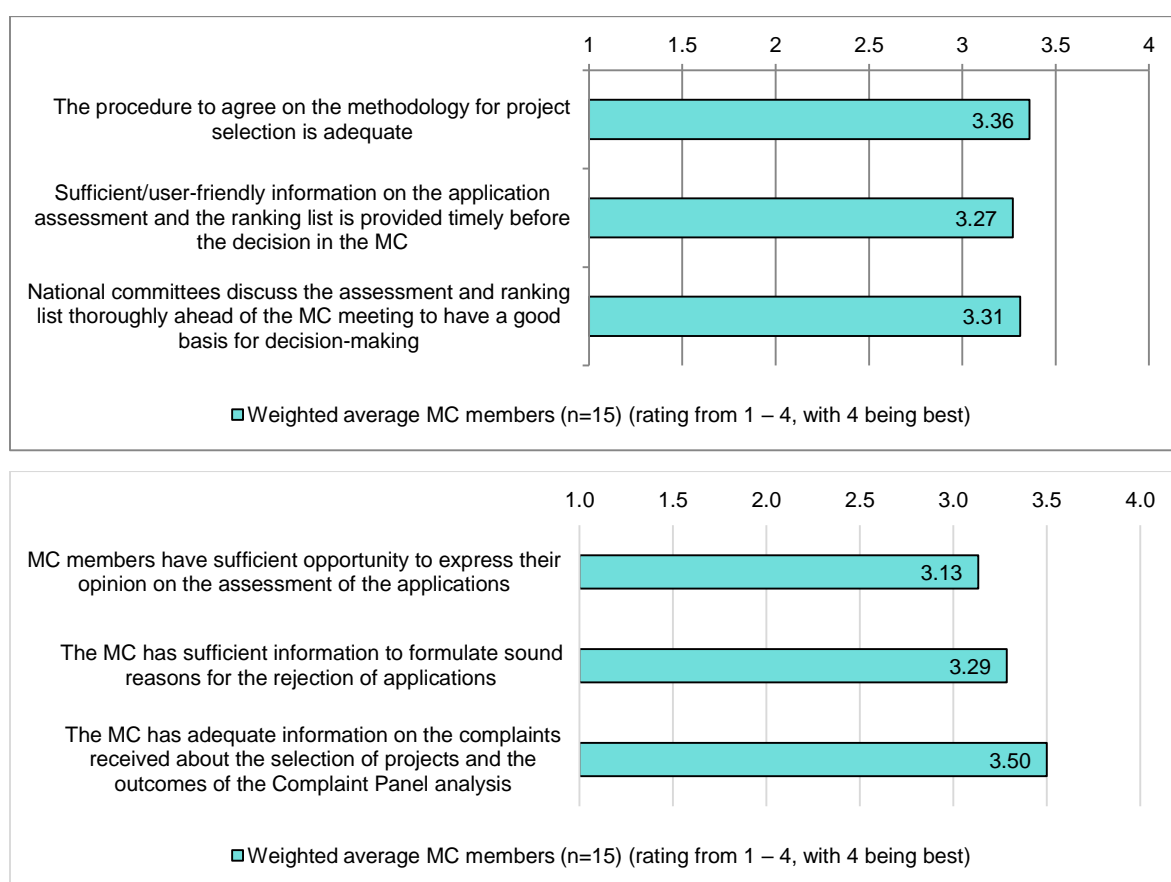 1 1.5 2 2.5 3 3.5 4
The procedure to agree on the methodology for project
selection is adequate
3.36
Sufficient/user-friendly information on the application
assessment and the ranking list is provided timely before
the decision in the MC
3.27
National committees discuss the assessment and ranking
list thoroughly ahead of the MC meeting to have a good
basis for decision-making
3.31
Weighted average MC members (n=15) (rating from 1 – 4, with 4 being best)
1.0 1.5 2.0 2.5 3.0 3.5 4.0
MC members have sufficient opportunity to express their
opinion on the assessment of the applications
3.13
The MC has sufficient information to formulate sound
reasons for the rejection of applications
3.29
The MC has adequate information on the complaints
received about the selection of projects and the
outcomes of the Complaint Panel analysis
3.50
Weighted average MC members (n=15) (rating from 1 – 4, with 4 being best)